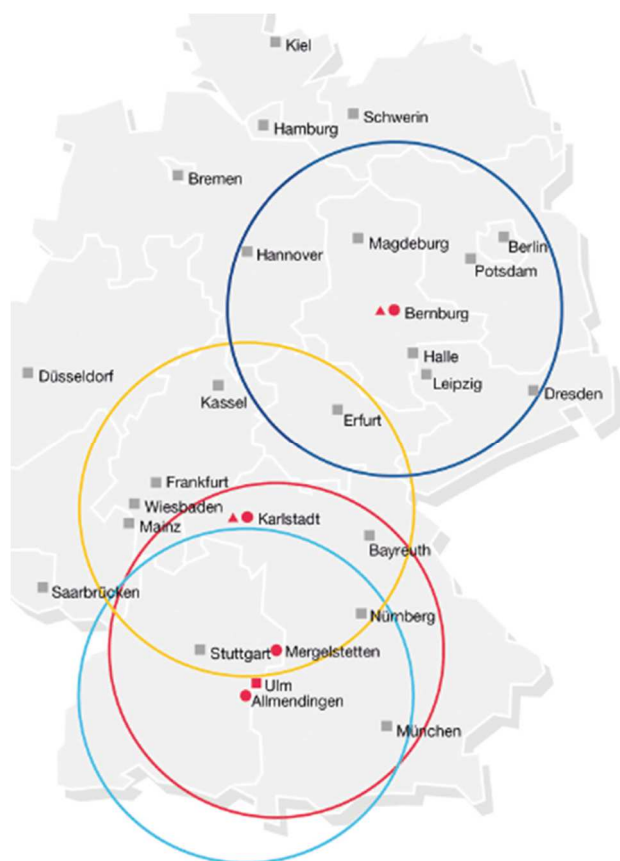 Kiel
Schwerin
Hamburg
Bremen
Magdeburg
Berlin
Hannover
Potsdam
Bernburg
Halle
Düsseldorf
Leipzig
Kassel
Dresden
Erfurt
Frankfurt
Wiesbaden
Karlstadt
Mainz
Bayreuth
Saarbrücken
Nürnberg
Stuttgart
Mergelstetten
Ulm
Allmendingen
München